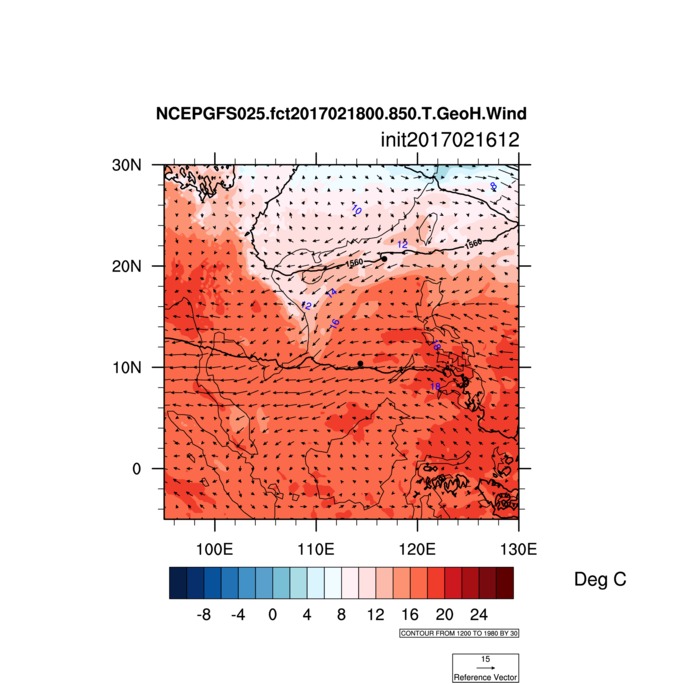 NCEPGFS025.fct2017021800.850.T.GeoH.Wind
init2017021612
30N
8
10
12
1560
1560
20N
14
12
16
18
10N
18
0
100E
110E
120E
130E
Deg C
-8
-4
0
4
8
12
16
20
24
CONTOUR FROM 1200 TO 1980 BY 30
15
Reference Vector